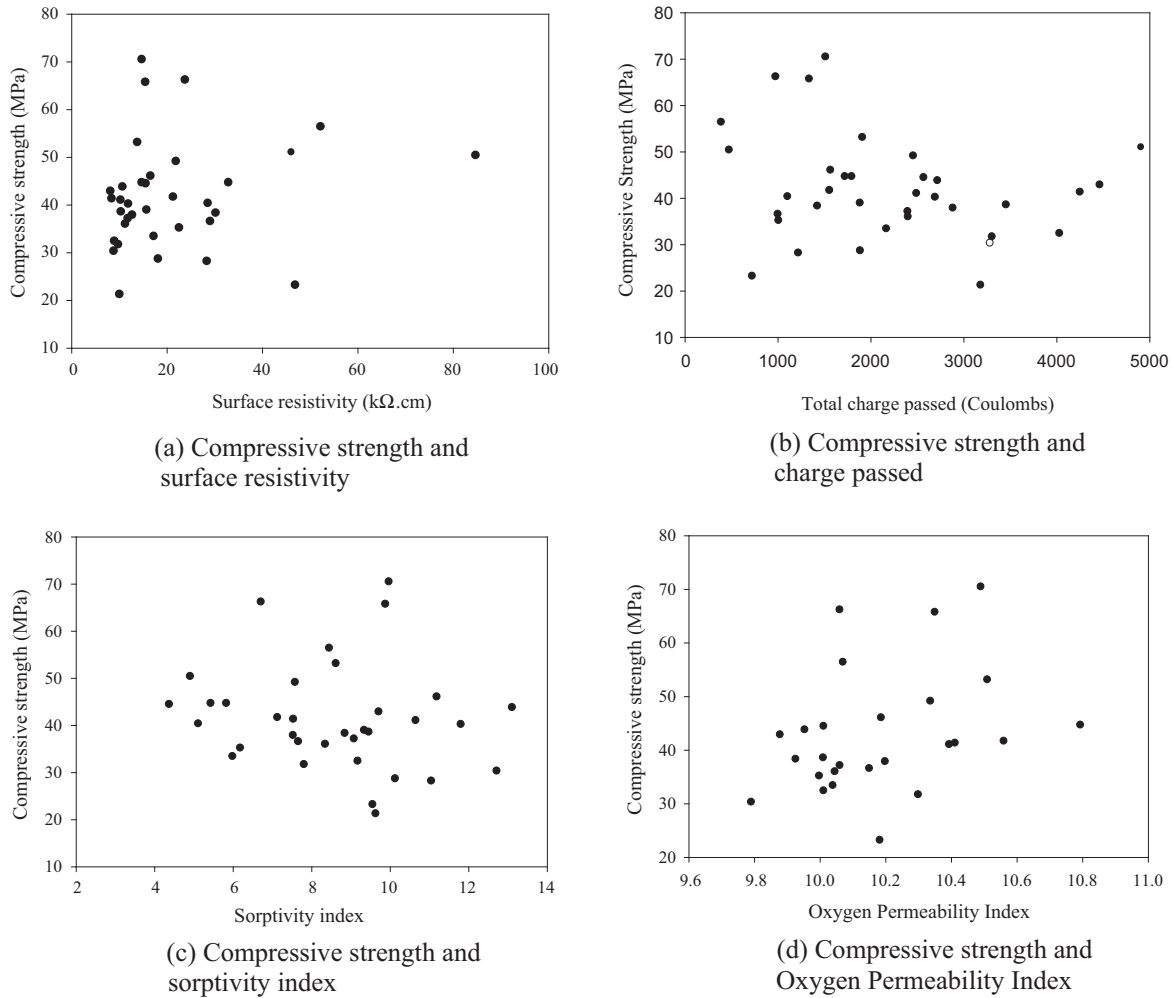 80
70
60
50
40
30
20
10
Compressive strength (MPa)
0 20 40 60 80 100
Surface resistivity (kΩ.cm)
(a) Compressive strength and
surface resistivity
80
70
60
50
40
30
20
10
Compressive Strength (MPa)
0 1000 2000 3000 4000 5000
Total charge passed (Coulombs)
(b) Compressive strength and
charge passed
80
70
60
50
40
30
20
10
Compressive strength (MPa)
2 4 6 8 10 12 14
Sorptivity index
(c) Compressive strength and
sorptivity index
80
70
60
50
40
30
20
Compressive strength (MPa)
9.6 9.8 10.0 10.2 10.4 10.6 10.8 11.0
Oxygen Permeability Index
(d) Compressive strength and
Oxygen Permeability Index